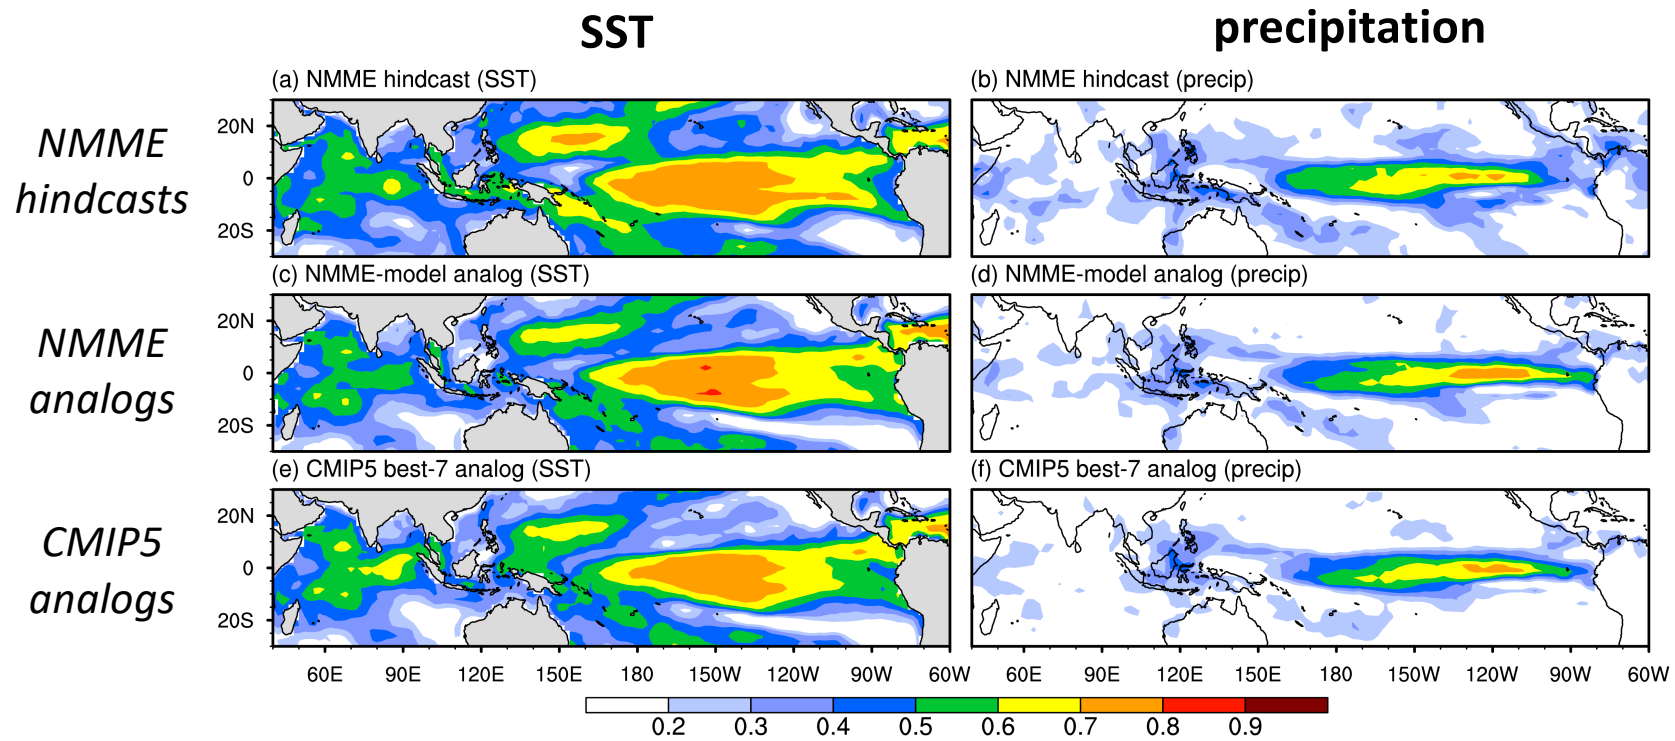 SST
precipitation
(a) NMME hindcast (SST)
(b) NMME hindcast (precip)
NMME
hindcasts
20N
0
20S
(c) NMME-model analog (SST)
(d) NMME-model analog (precip)
NMME
analogs
20N
0
20S
(e) CMIP5 best-7 analog (SST)
(f) CMIP5 best-7 analog (precip)
CMIP5
analogs
20N
0
20S
60E 90E 120E 150E 180 150W 120W 90W 60W
60E 90E 120E 150E 180 150W 120W 90W 60W
0.2 0.3 0.4 0.5 0.6 0.7 0.8 0.9